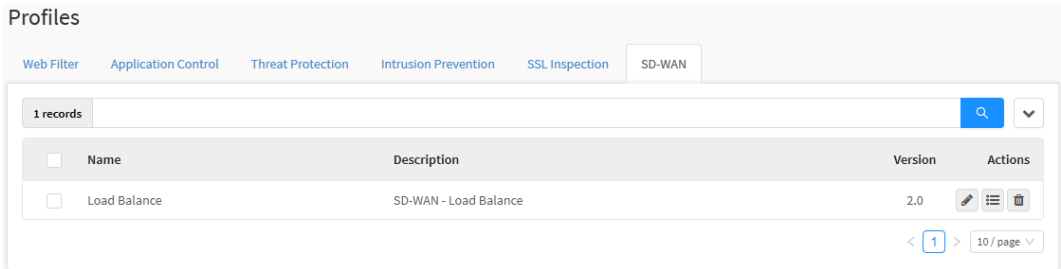 Profiles
Web Filter Application Control Threat Protection Intrusion Prevention SSL Inspection SD-WAN
1 records
Name Description Version Actions
Load Balance SD-WAN - Load Balance 2.0
< 1 > 10 / page